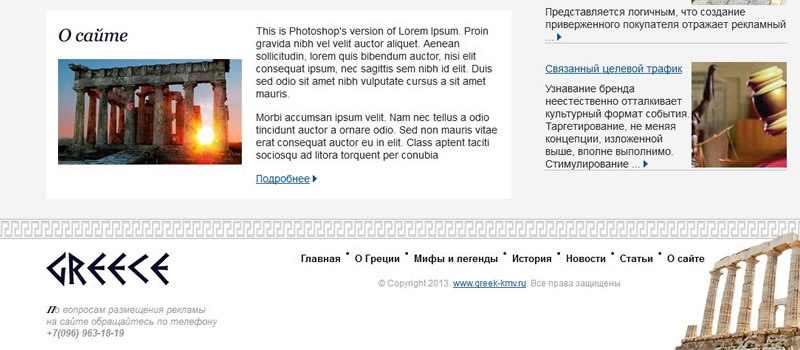 О сайте
This is Photoshop's version of Lorem Ipsum. Proin
gravida nibh vel velit auctor aliquet. Aenean
sollicitudin, lorem quis bibendum auctor, nisi elit
consequat ipsum, nec sagittis sem nibh id elit. Duis
sed odio sit amet nibh vulputate cursus a sit amet
mauris.
Morbi accumsan ipsum velit. Nam nec tellus a odio
tincidunt auctor a ornare odio. Sed non mauris vitae
erat consequat auctor eu in elit. Class aptent taciti
sociosqu ad litora torquent per conubia
Подробнее
Представляется логичным, что создание
приверженного покупателя отражает рекламный
...
Связанный целевой трафик
Узнавание бренда
неестественно отталкивает
культурный формат события.
Таргетирование, не меняя
концепции, изложенной
выше, вполне выполнимо.
Стимулирование ...
GREECE
Главная • О Греции • Мифы и легенды • История • Новости • Статьи • О сайте
© Copyright 2013. www.greek-kmv.ru. Все права защищены
По вопросам размещения рекламы
на сайте обращайтесь по телефону
+7(096) 963-18-19